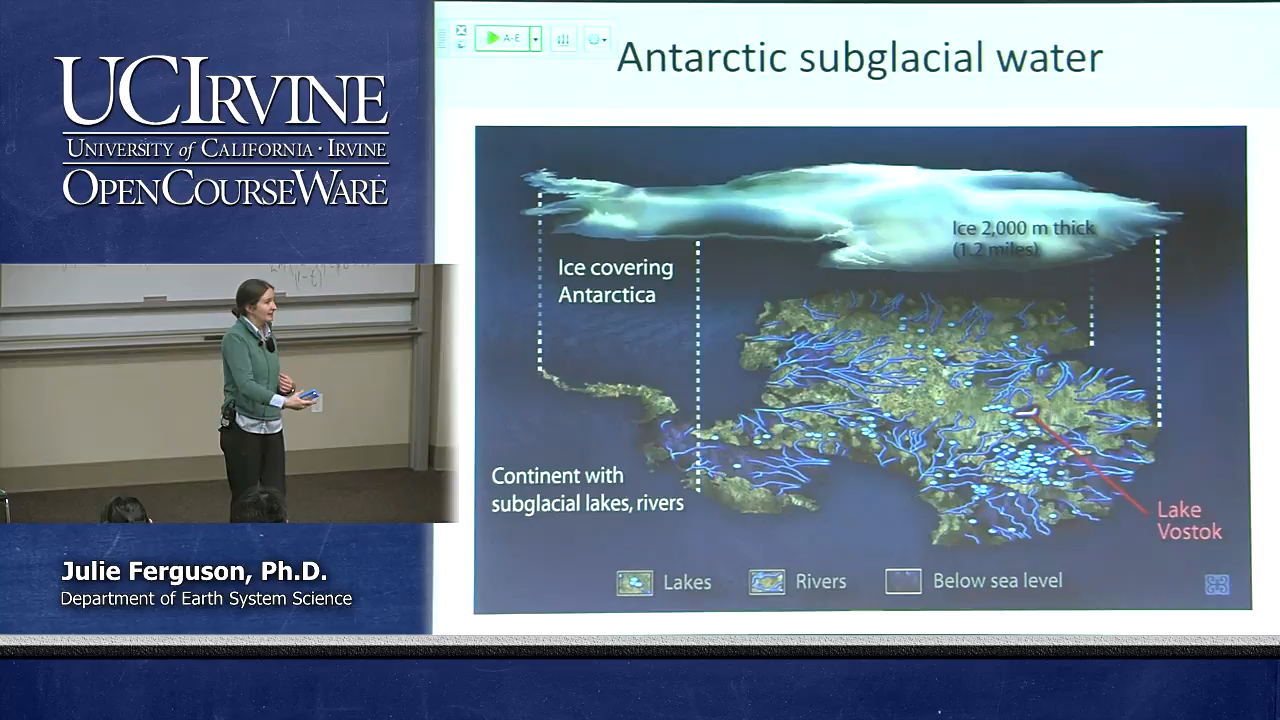 UCIRVINE
UNIVERSITY of CALIFORNIA · IRVINE
OPENCOURSEWARE
Julie Ferguson, Ph.D.
Department of Earth System Science
A-E
Antarctic subglacial water
Ice 2,000 m thick
(1.2 miles)
Ice covering
Antarctica
Continent with
subglacial lakes, rivers
Lake
Vostok
Lakes
Rivers
Below sea level